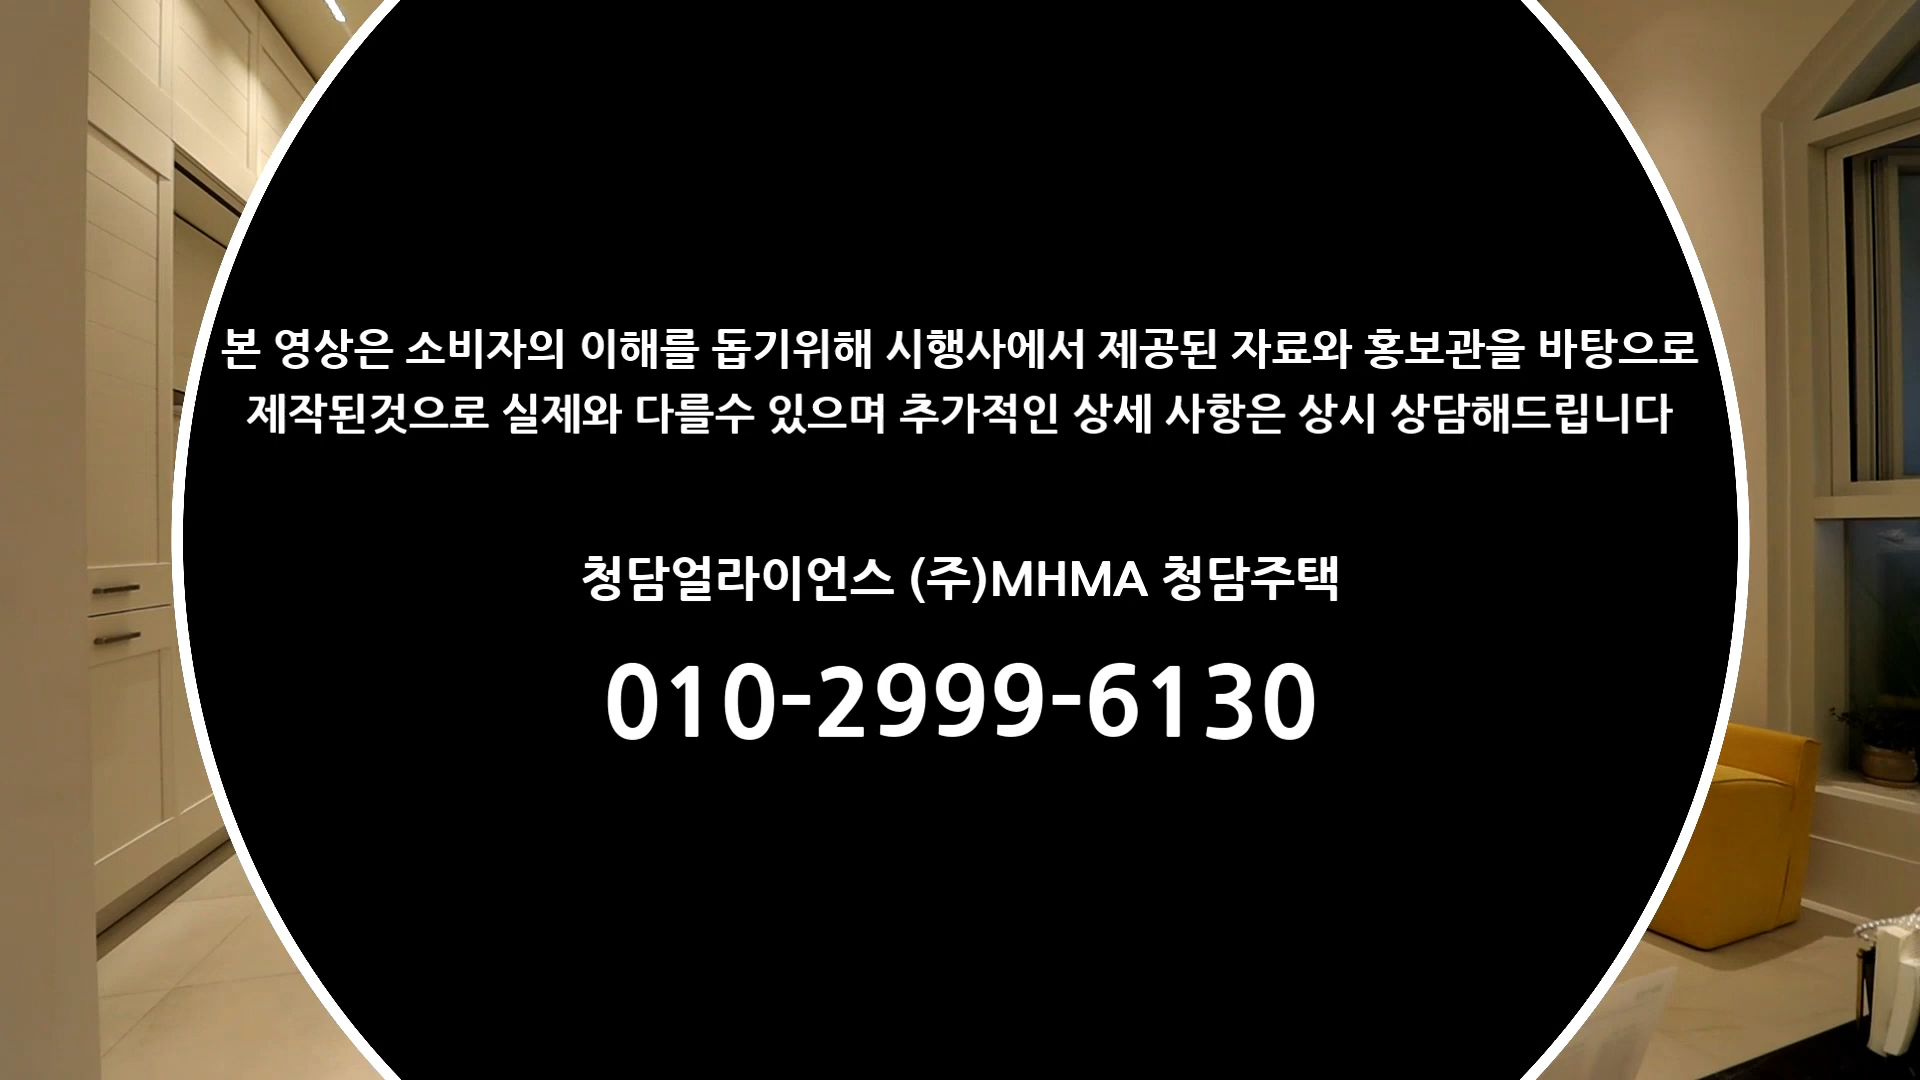 본 영상은 소비자의 이해를 돕기위해 시행사에서 제공된 자료와 홍보관을 바탕으로
제작된것으로 실제와 다를수 있으며 추가적인 상세 사항은 상시 상담해드립니다
청담얼라이언스 (주)MHMA 청담주택
010-2999-6130